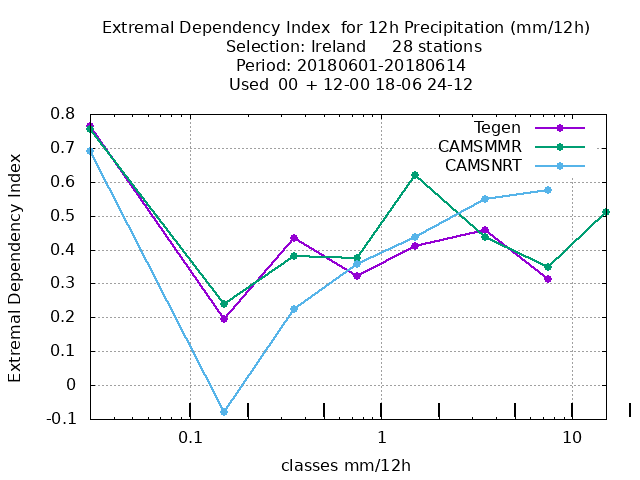 Extremal Dependency Index  for 12h Precipitation (mm/12h)
Selection: Ireland     28 stations
Period: 20180601-20180614
Used  00 + 12-00 18-06 24-12
Extremal Dependency Index
0.8
0.7
0.6
0.5
0.4
0.3
0.2
0.1
0
-0.1
Tegen
CAMSMMR
CAMSNRT
0.1
1
10
classes mm/12h